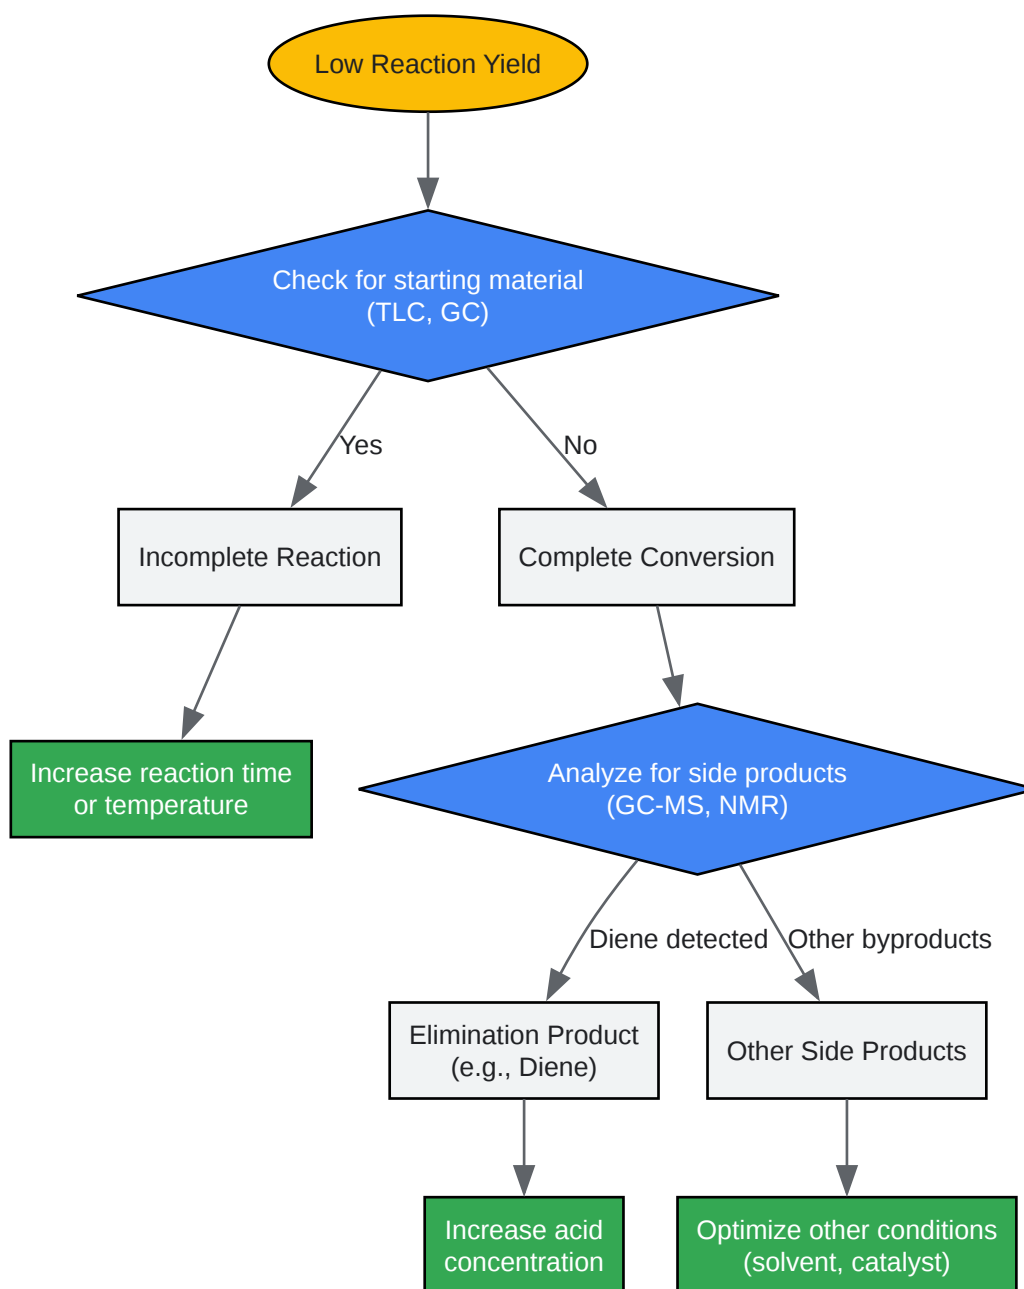 Low Reaction Yield
Check for starting material
(TLC, GC)
Yes
No
Incomplete Reaction
Complete Conversion
Increase reaction time
or temperature
Analyze for side products
(GC-MS, NMR)
Diene detected
Other byproducts
Elimination Product
(e.g., Diene)
Other Side Products
Increase acid
concentration
Optimize other conditions
(solvent, catalyst)